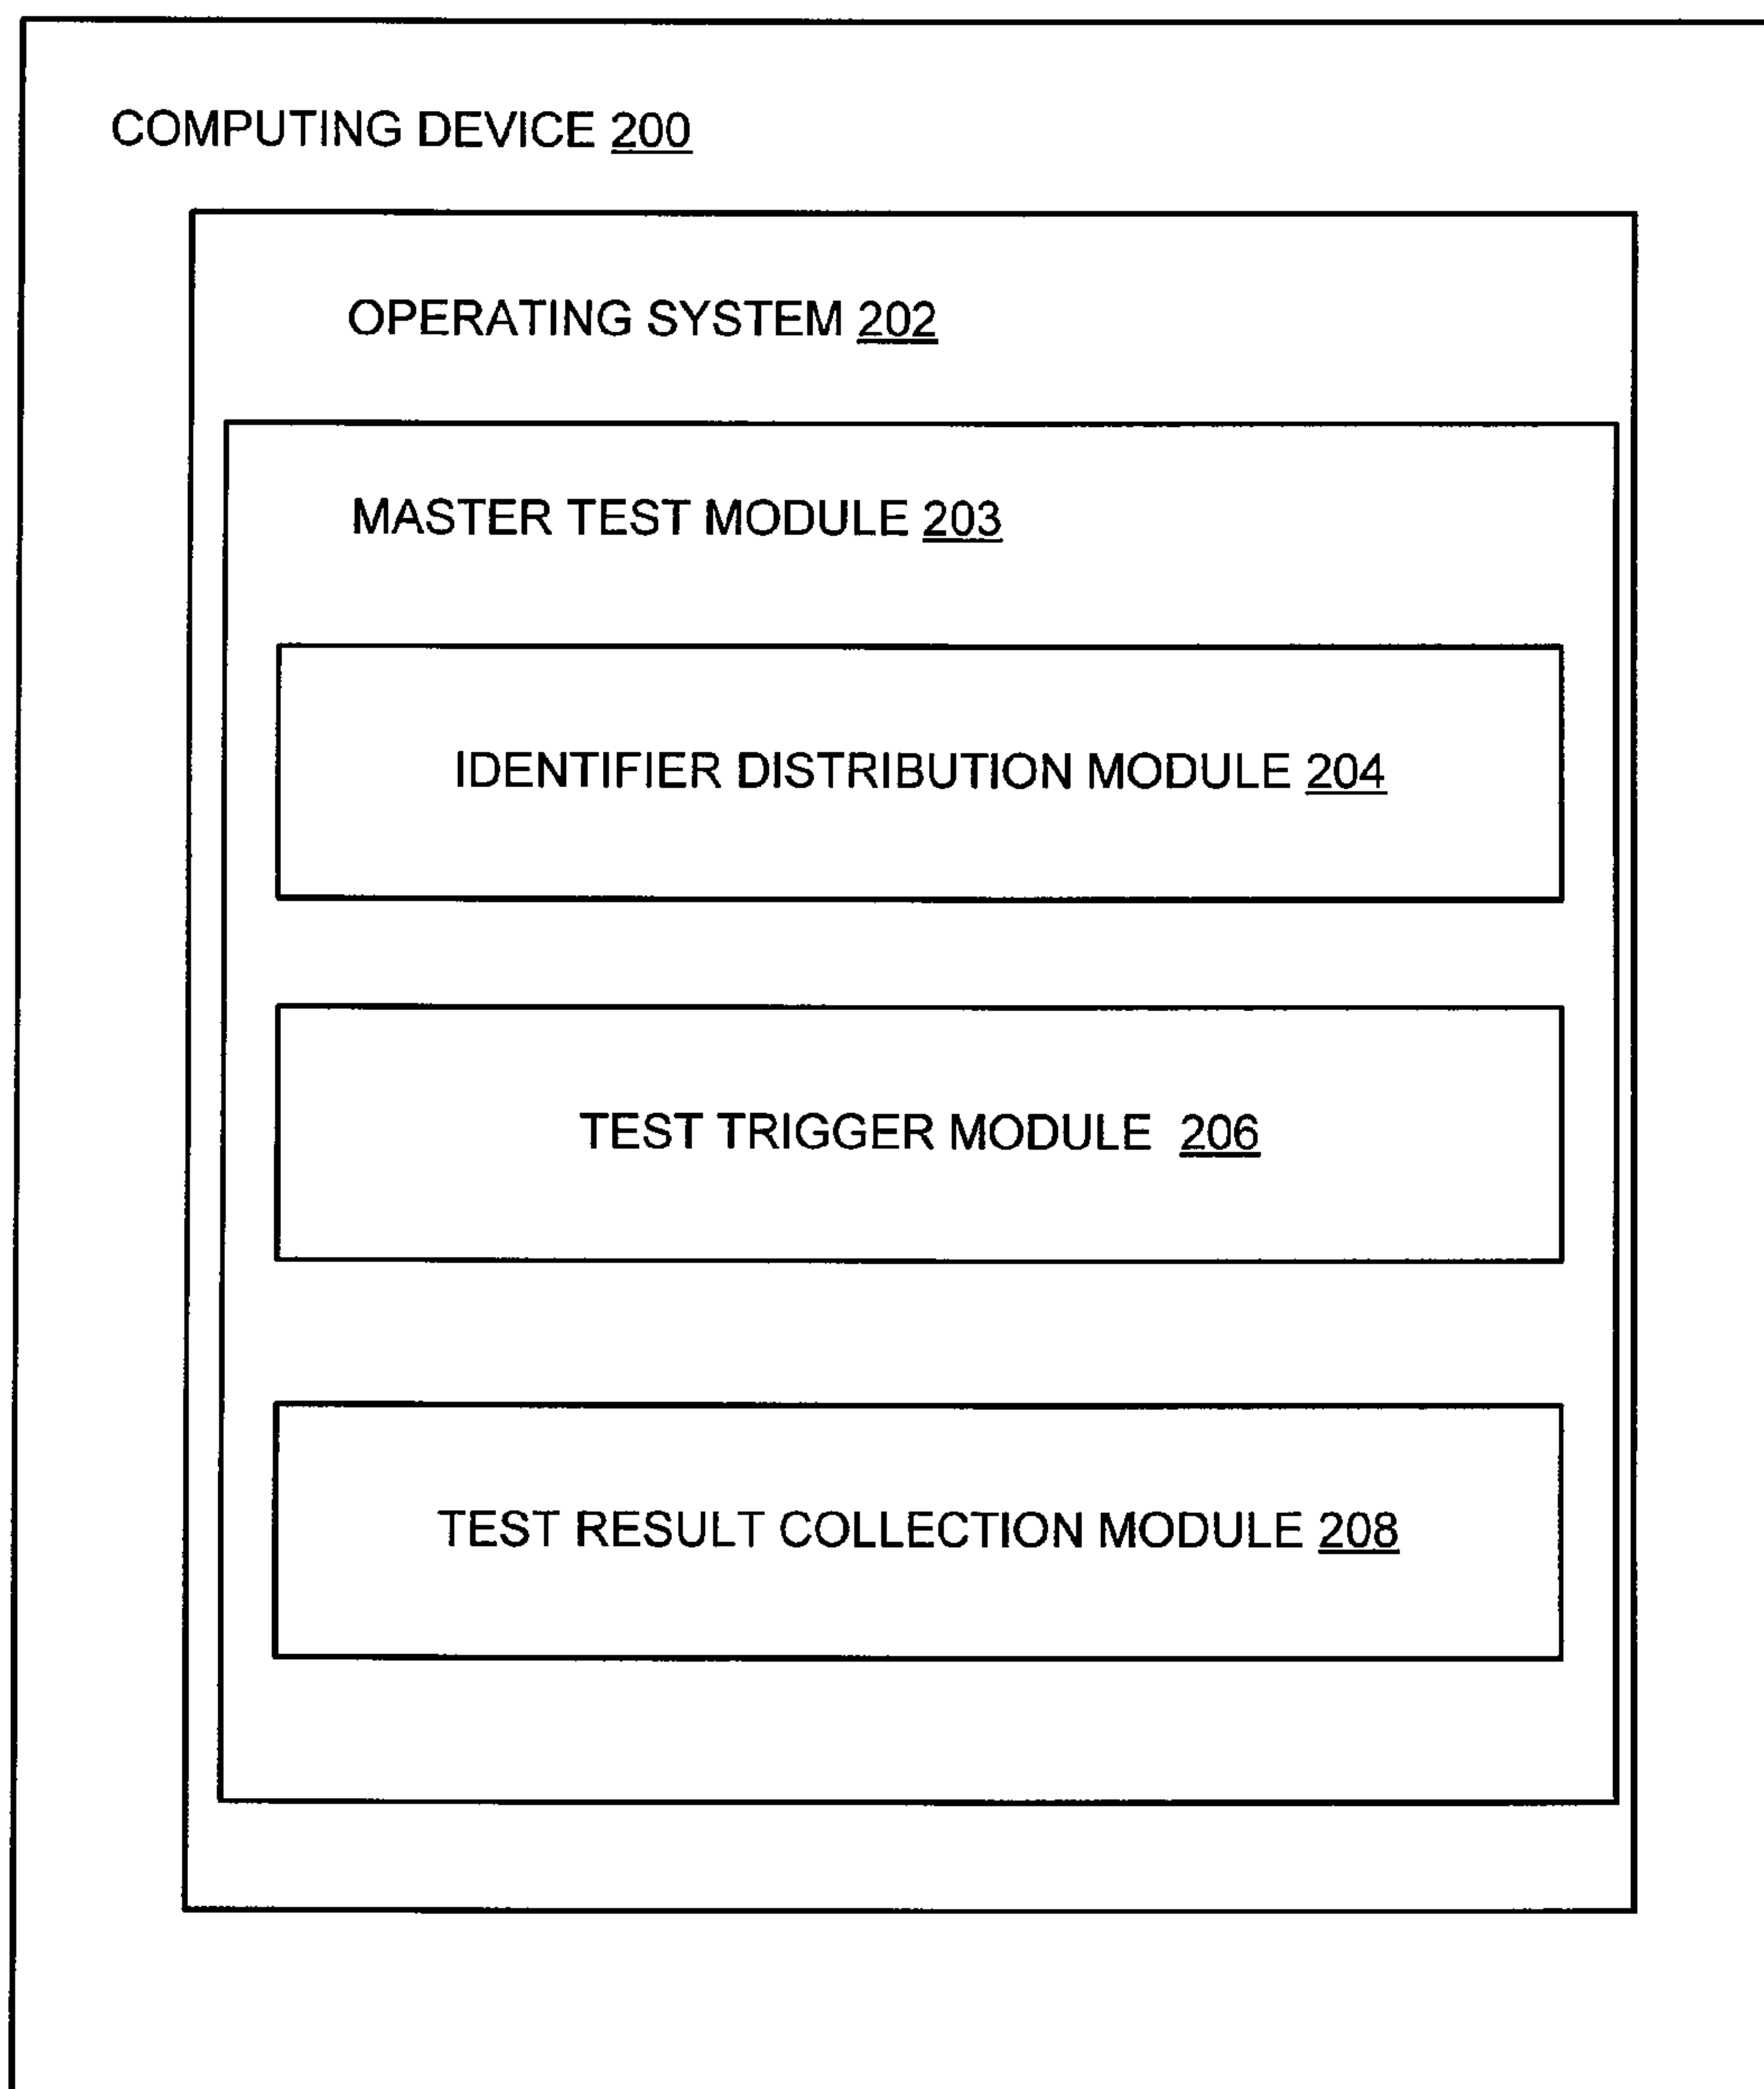 COMPUTING DEVICE 200
OPERATING SYSTEM 202
MASTER TEST MODULE 203
IDENTIFIER DISTRIBUTION MODULE 204
TEST TRIGGER MODULE 206
TEST RESULT COLLECTION MODULE 208